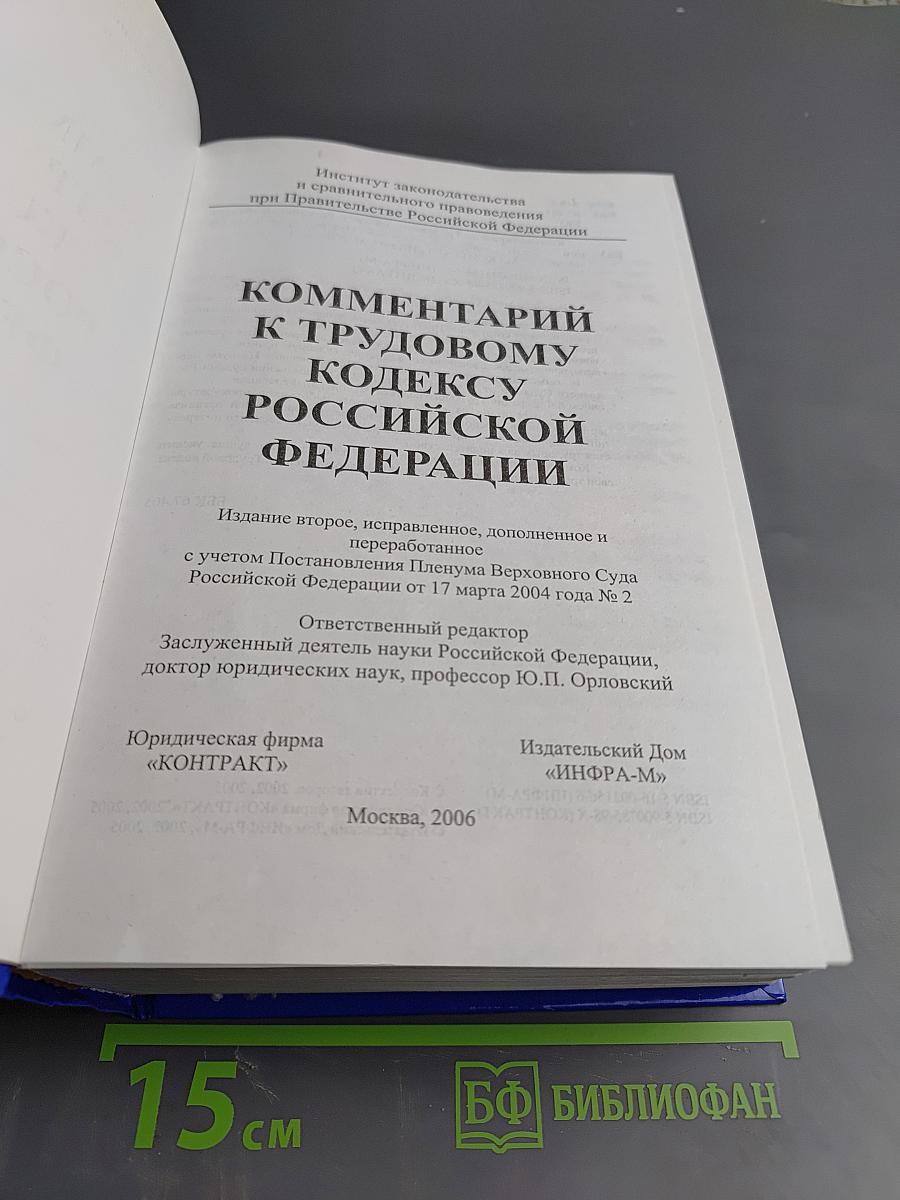 Институт законодательства
и сравнительного правоведения
при Правительстве Российской Федерации
КОММЕНТАРИЙ
К ТРУДОВОМУ
КОДЕКСУ
РОССИЙСКОЙ
ФЕДЕРАЦИИ
Издание второе, исправленное, дополненное и
переработанное
с учетом Постановления Пленума Верховного Суда
Российской Федерации от 17 марта 2004 года № 2
Ответственный редактор
Заслуженный деятель науки Российской Федерации,
доктор юридических наук, профессор Ю.П. Орловский
Юридическая фирма
«КОНТРАКТ»
Издательский Дом
«ИНФРА-М»
Москва, 2006
15 см
БФ БИБЛИОФАН